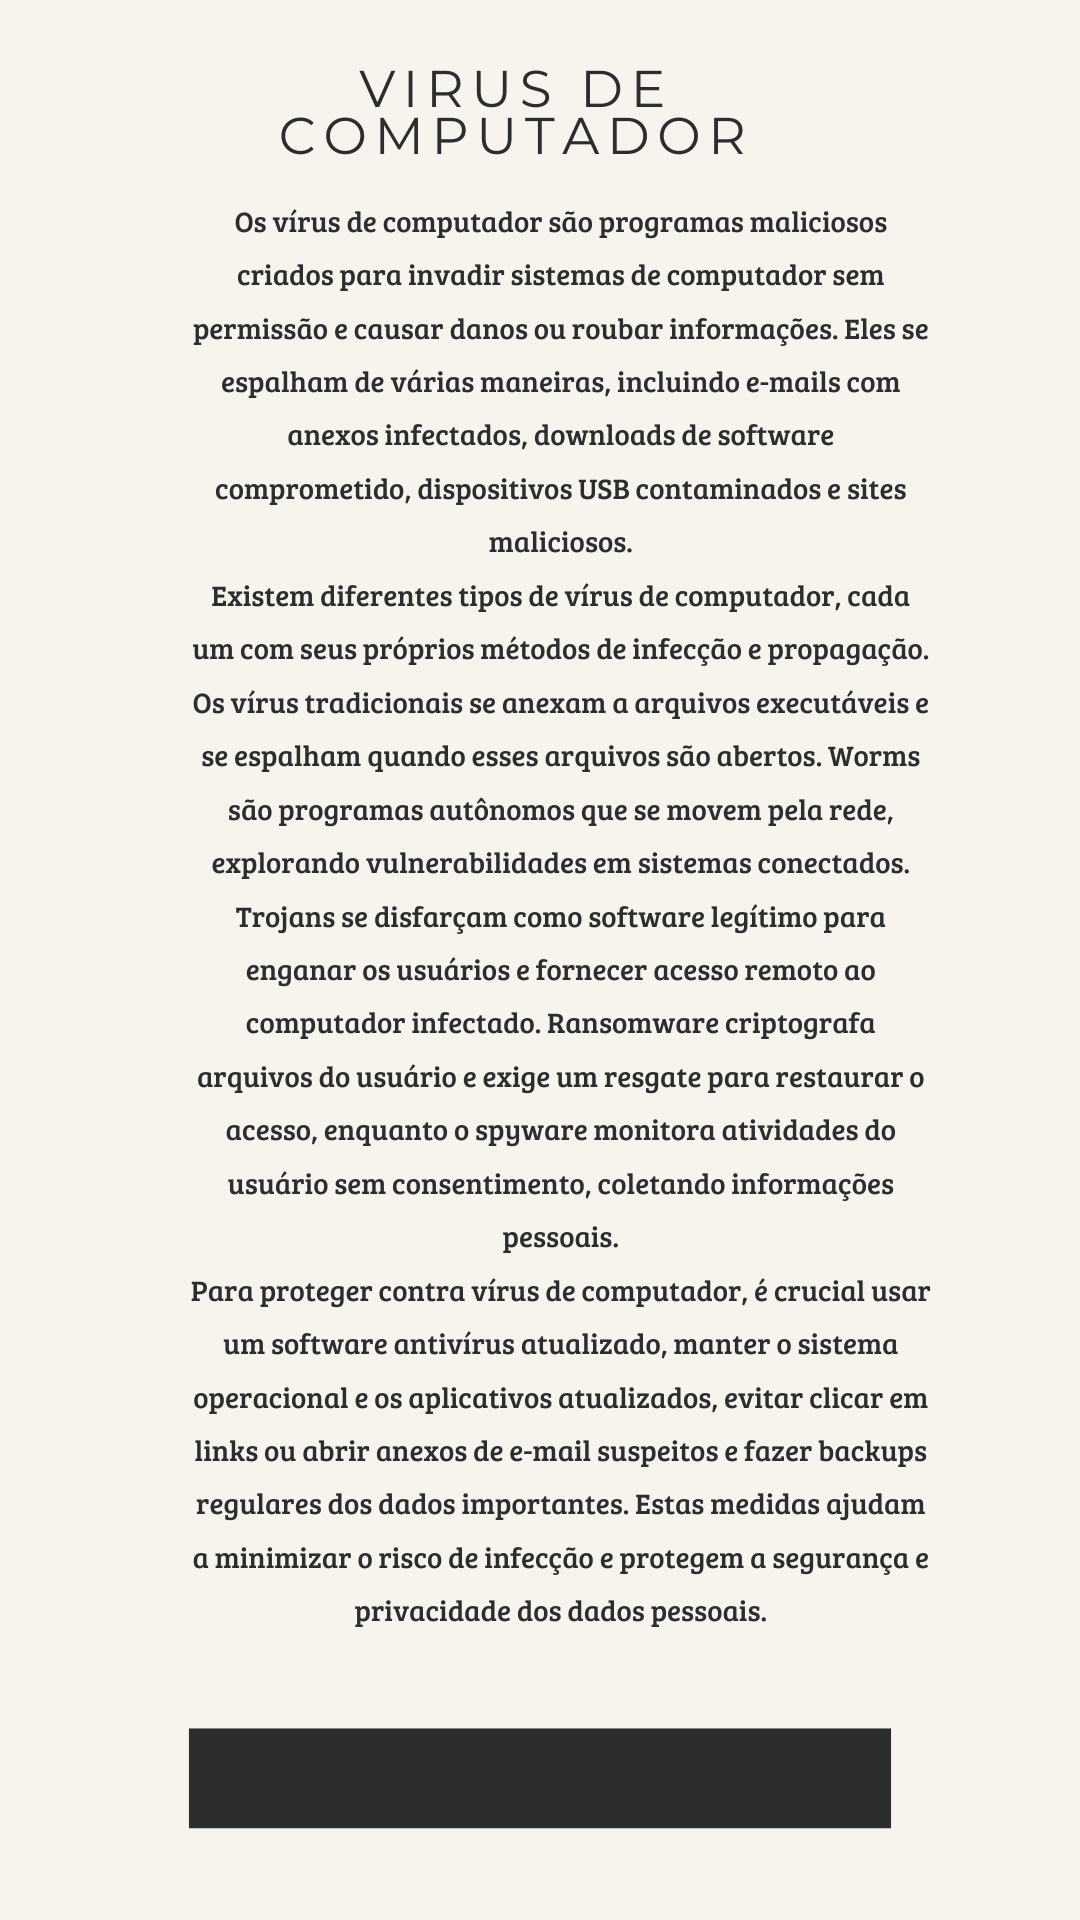 VIRUS DE
COMPUTADOR
Os vírus de computador são programas maliciosos
criados para invadir sistemas de computador sem
permissão e causar danos ou roubar informações. Eles se
espalham de várias maneiras, incluindo e-mails com
anexos infectados, downloads de software
comprometido, dispositivos USB contaminados e sites
maliciosos.
Existem diferentes tipos de vírus de computador, cada
um com seus próprios métodos de infecção e propagação.
Os vírus tradicionais se anexam a arquivos executáveis e
se espalham quando esses arquivos são abertos. Worms
são programas autônomos que se movem pela rede,
explorando vulnerabilidades em sistemas conectados.
Trojans se disfarçam como software legítimo para
enganar os usuários e fornecer acesso remoto ao
computador infectado. Ransomware criptografa
arquivos do usuário e exige um resgate para restaurar o
acesso, enquanto o spyware monitora atividades do
usuário sem consentimento, coletando informações
pessoais.
Para proteger contra vírus de computador, é crucial usar
um software antivírus atualizado, manter o sistema
operacional e os aplicativos atualizados, evitar clicar em
links ou abrir anexos de e-mail suspeitos e fazer backups
regulares dos dados importantes. Estas medidas ajudam
a minimizar o risco de infecção e protegem a segurança e
privacidade dos dados pessoais.